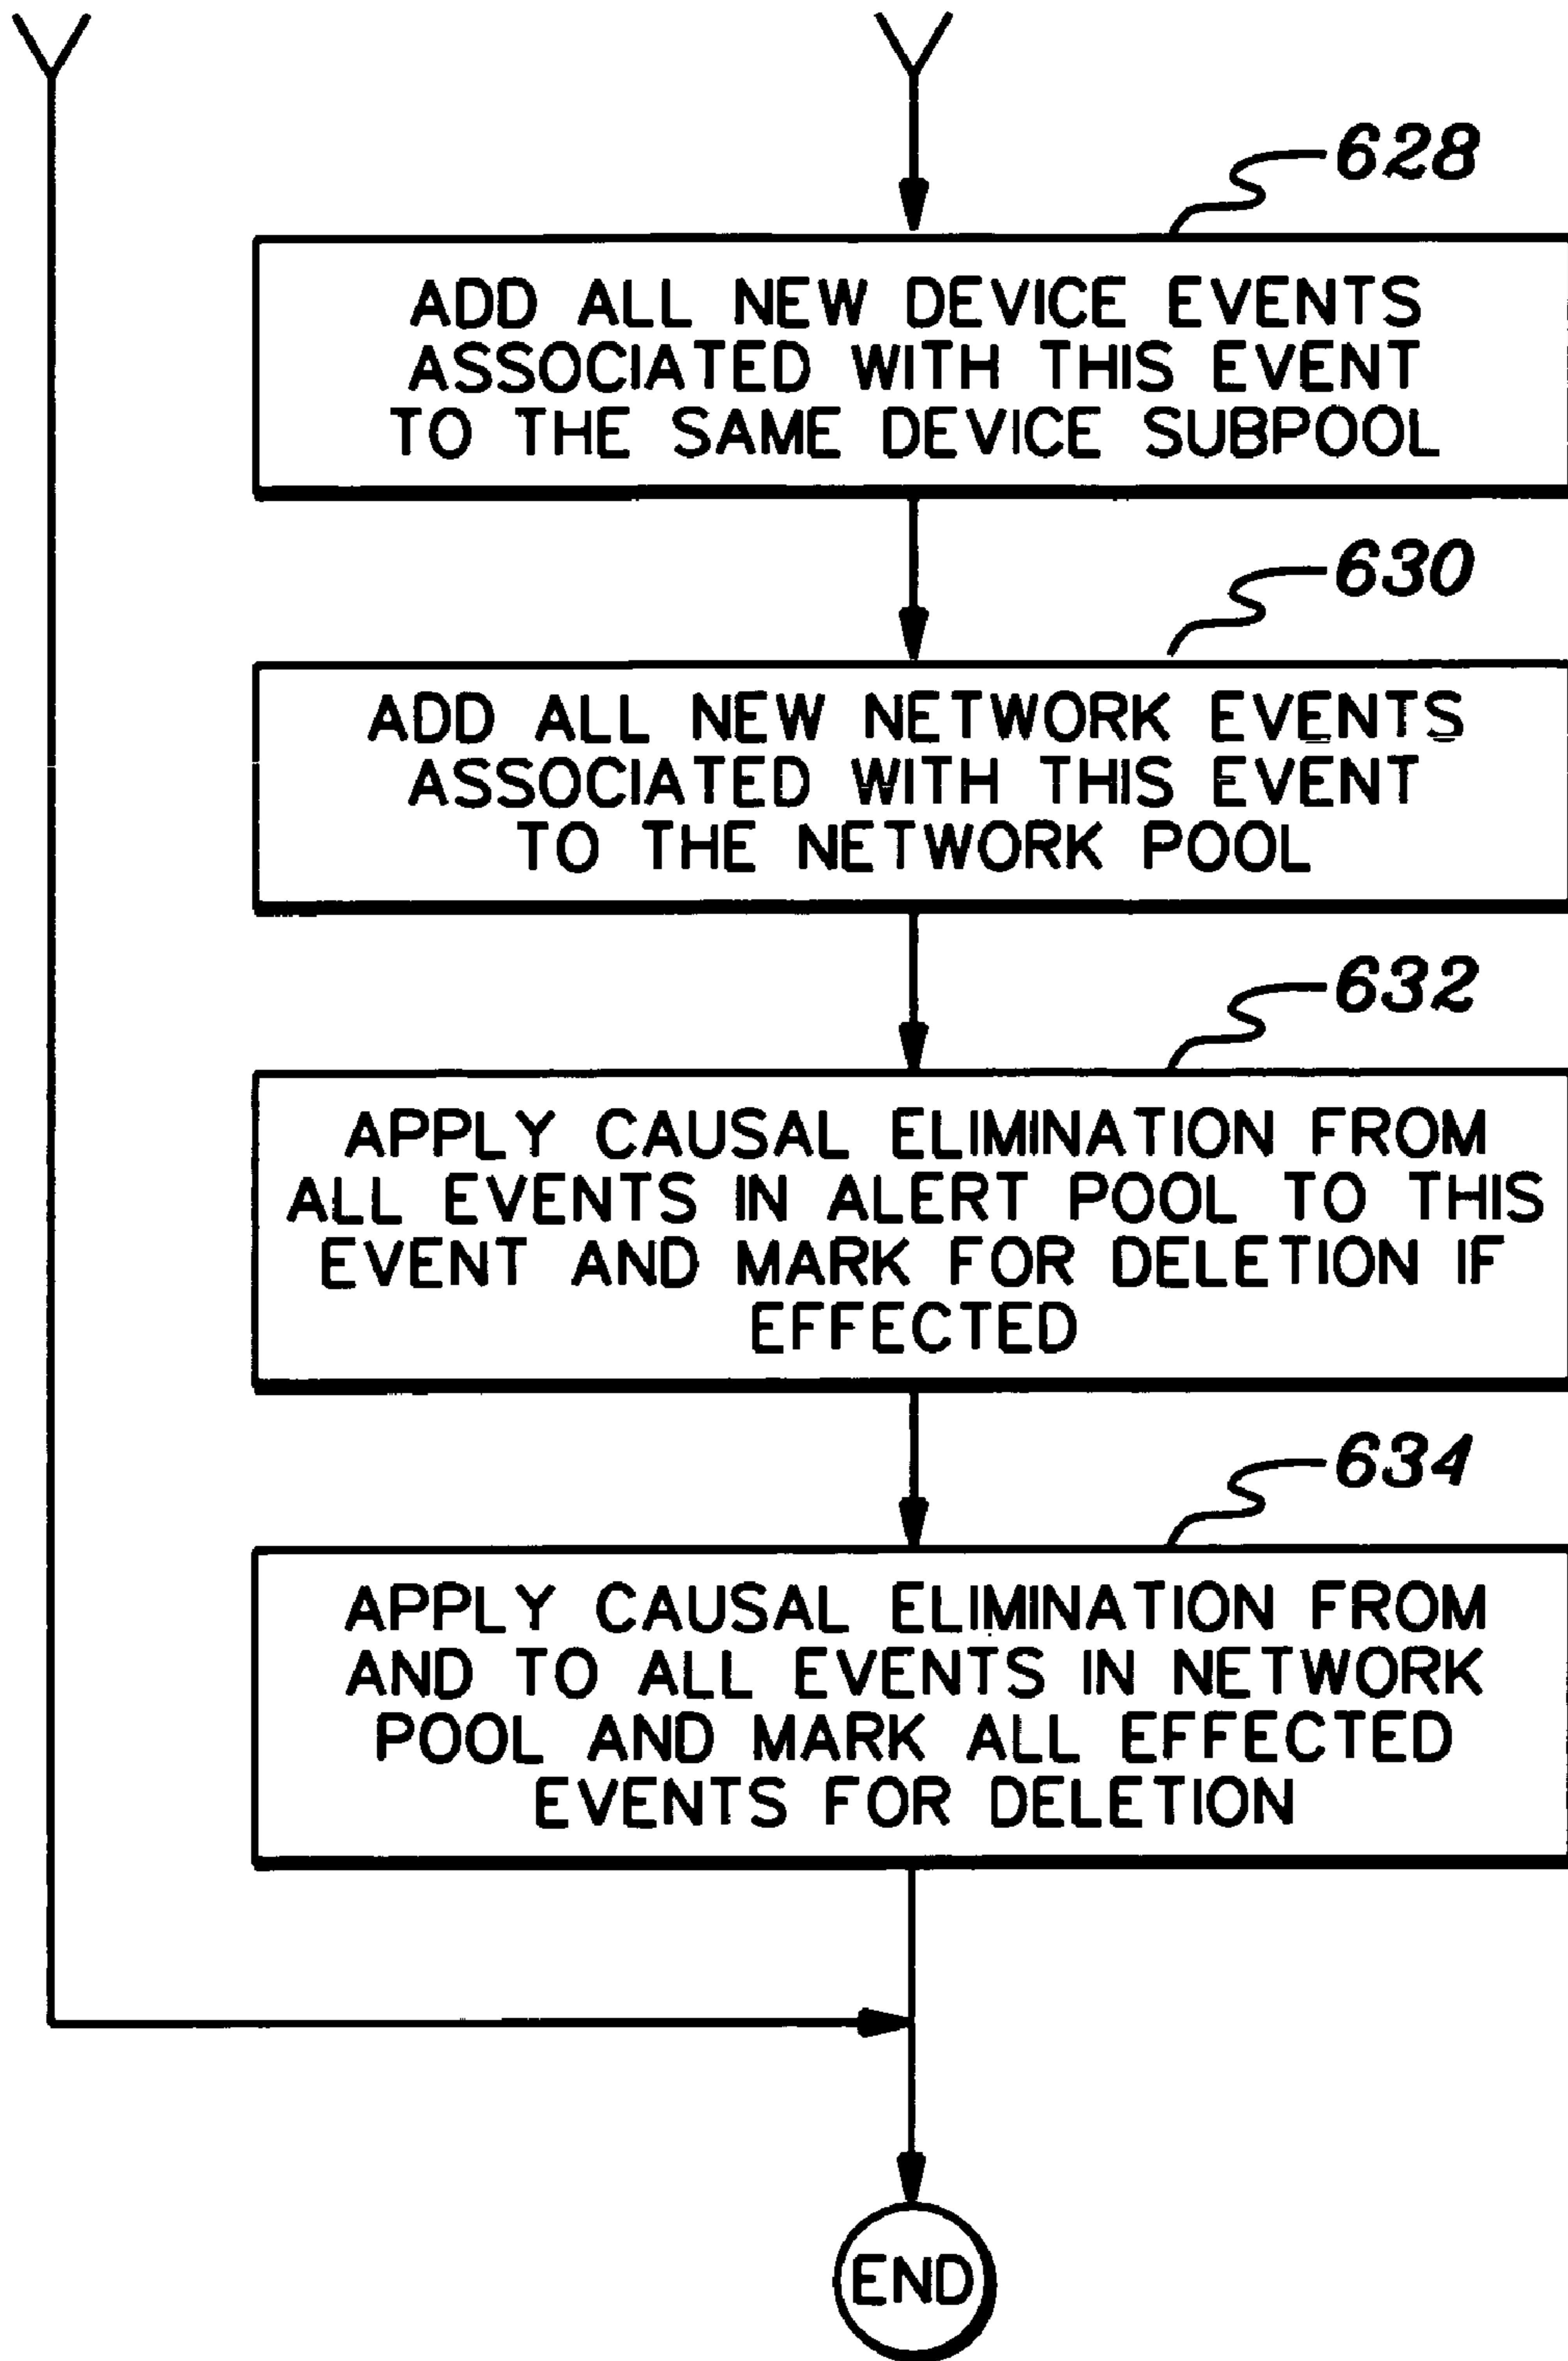 628
ADD ALL NEW DEVICE EVENTS
ASSOCIATED WITH THIS EVENT
TO THE SAME DEVICE SUBPOOL
630
ADD ALL NEW NETWORK EVENTS
ASSOCIATED WITH THIS EVENT
TO THE NETWORK POOL
632
APPLY CAUSAL ELIMINATION FROM
ALL EVENTS IN ALERT POOL TO THIS
EVENT AND MARK FOR DELETION IF
EFFECTED
634
APPLY CAUSAL ELIMINATION FROM
AND TO ALL EVENTS IN NETWORK
POOL AND MARK ALL EFFECTED
EVENTS FOR DELETION
END